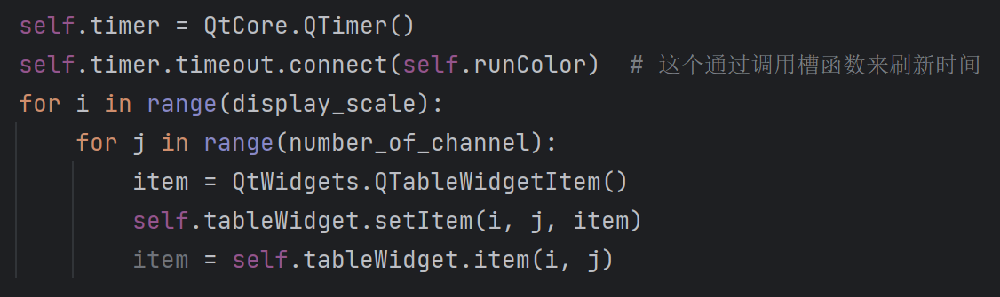 self.timer = QtCore.QTimer()
self.timer.timeout.connect(self.runColor)  # 这个通过调用槽函数来刷新时间
for i in range(display_scale):
    for j in range(number_of_channel):
        item = QtWidgets.QTableWidgetItem()
        self.tableWidget.setItem(i, j, item)
        item = self.tableWidget.item(i, j)